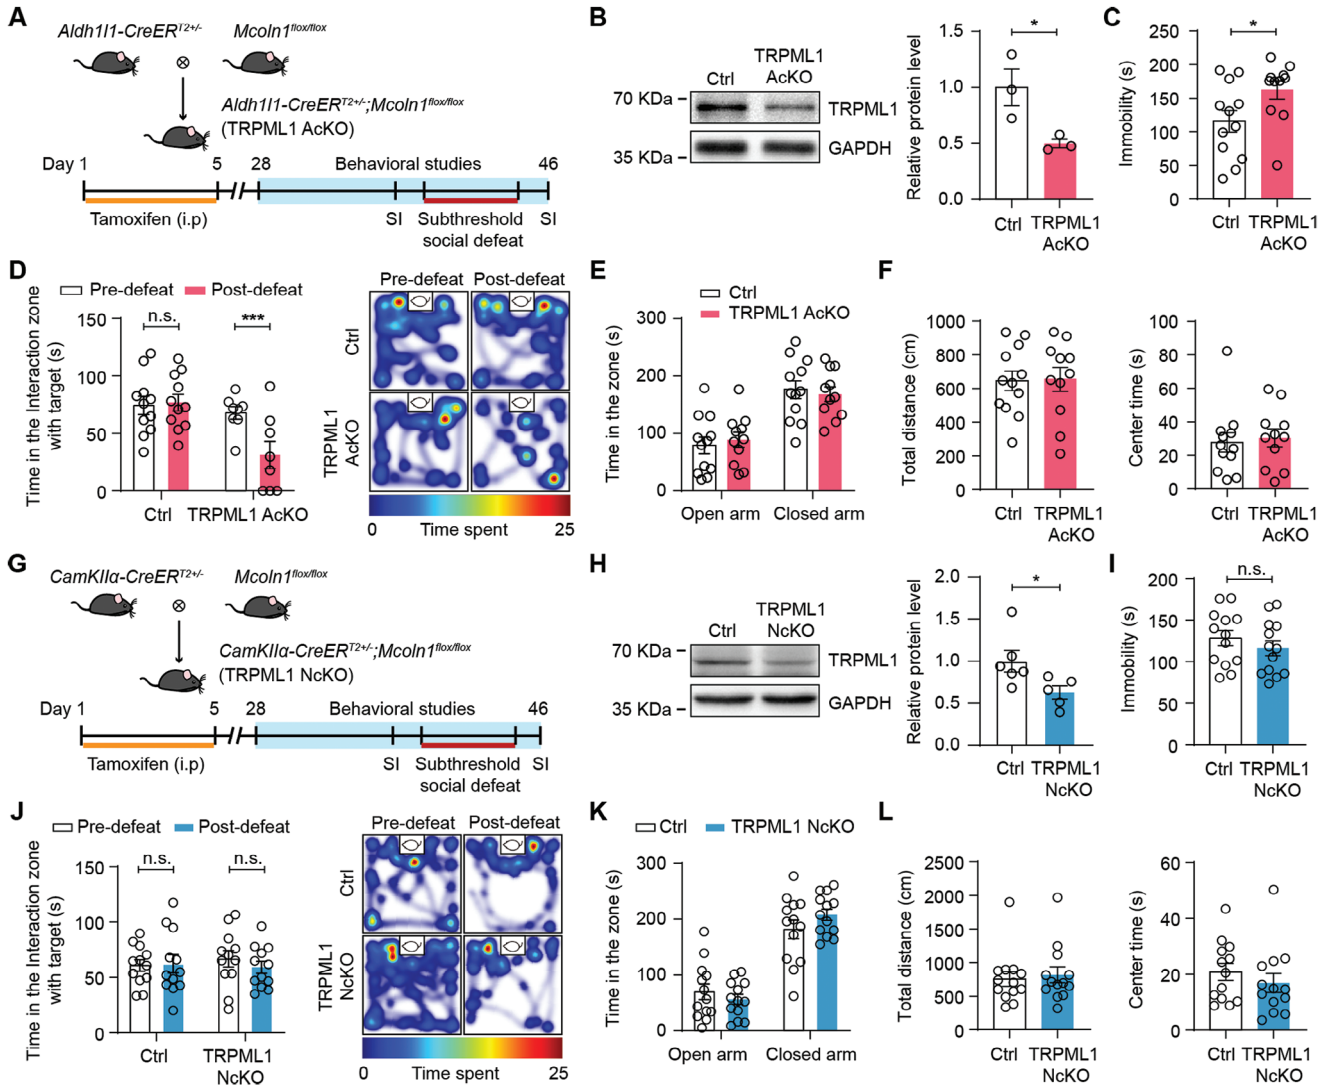 A
Aldh1l1-CreER^T2+/-
Mcoln1^flox/flox
Aldh1l1-CreER^T2+/-;Mcoln1^flox/flox
(TRPML1 AcKO)
Day 1
5
28
Behavioral studies
46
Tamoxifen (i.p)
SI
Subthreshold
social defeat
SI
B
Ctrl
TRPML1
AcKO
70 KDa
TRPML1
35 KDa
GAPDH
Relative protein level
1.5
1.0
0.5
0.0
*
Ctrl
TRPML1
AcKO
C
Immobility (s)
250
200
150
100
50
0
*
Ctrl
TRPML1
AcKO
D
Pre-defeat
Post-defeat
Time in the Interaction zone
with target (s)
150
100
50
0
n.s.
***
Ctrl
TRPML1 AcKO
Pre-defeat
Post-defeat
Ctrl
TRPML1
AcKO
0
Time spent
25
E
Ctrl
TRPML1 AcKO
Time in the zone (s)
300
200
100
0
Open arm
Closed arm
F
Total distance (cm)
1000
800
600
400
200
0
Ctrl
TRPML1
AcKO
Center time (s)
100
80
60
40
20
0
Ctrl
TRPML1
AcKO
G
CamKIIα-CreER^T2+/-
Mcoln1^flox/flox
CamKIIα-CreER^T2+/-;Mcoln1^flox/flox
(TRPML1 NcKO)
Day 1
5
28
Behavioral studies
46
Tamoxifen (i.p)
SI
Subthreshold
social defeat
SI
H
Ctrl
TRPML1
NcKO
70 KDa
TRPML1
35 KDa
GAPDH
Relative protein level
2.0
1.5
1.0
0.5
0.0
*
Ctrl
TRPML1
NcKO
I
Immobility (s)
200
150
100
50
0
n.s.
Ctrl
TRPML1
NcKO
J
Pre-defeat
Post-defeat
Time in the Interaction zone
with target (s)
150
100
50
0
n.s.
n.s.
Ctrl
TRPML1
NcKO
Pre-defeat
Post-defeat
Ctrl
TRPML1
NcKO
0
Time spent
25
K
Ctrl
TRPML1 NcKO
Time in the zone (s)
300
200
100
0
Open arm
Closed arm
L
Total distance (cm)
2500
2000
1500
1000
500
0
Ctrl
TRPML1
NcKO
Center time (s)
60
40
20
0
Ctrl
TRPML1
NcKO